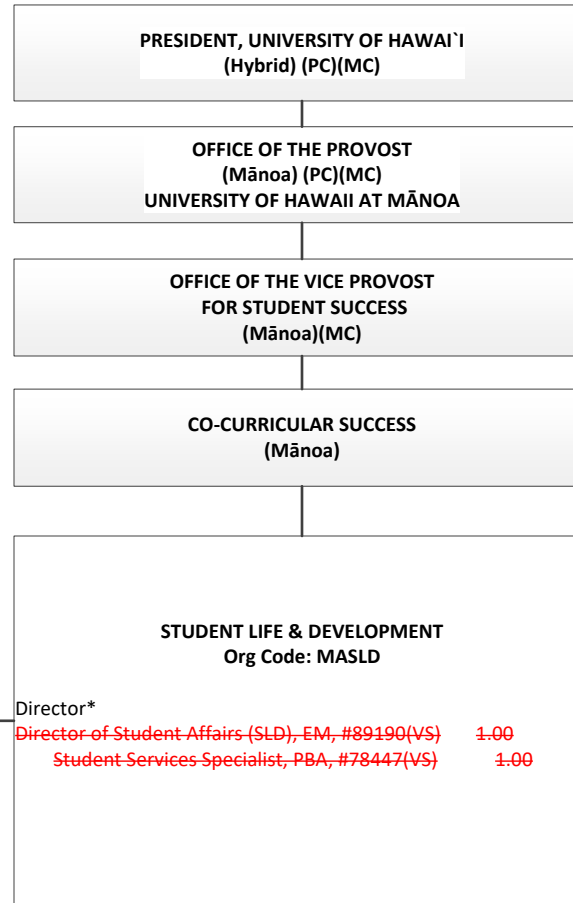 PRESIDENT, UNIVERSITY OF HAWAI`I
(Hybrid) (PC)(MC)
OFFICE OF THE PROVOST
(Mānoa) (PC)(MC)
UNIVERSITY OF HAWAII AT MĀNOA
OFFICE OF THE VICE PROVOST
FOR STUDENT SUCCESS
(Mānoa)(MC)
CO-CURRICULAR SUCCESS
(Mānoa)
STUDENT LIFE & DEVELOPMENT
Org Code: MASLD
Director*
Director of Student Affairs (SLD), EM, #89190(VS) 1.00
Student Services Specialist, PBA, #78447(VS) 1.00